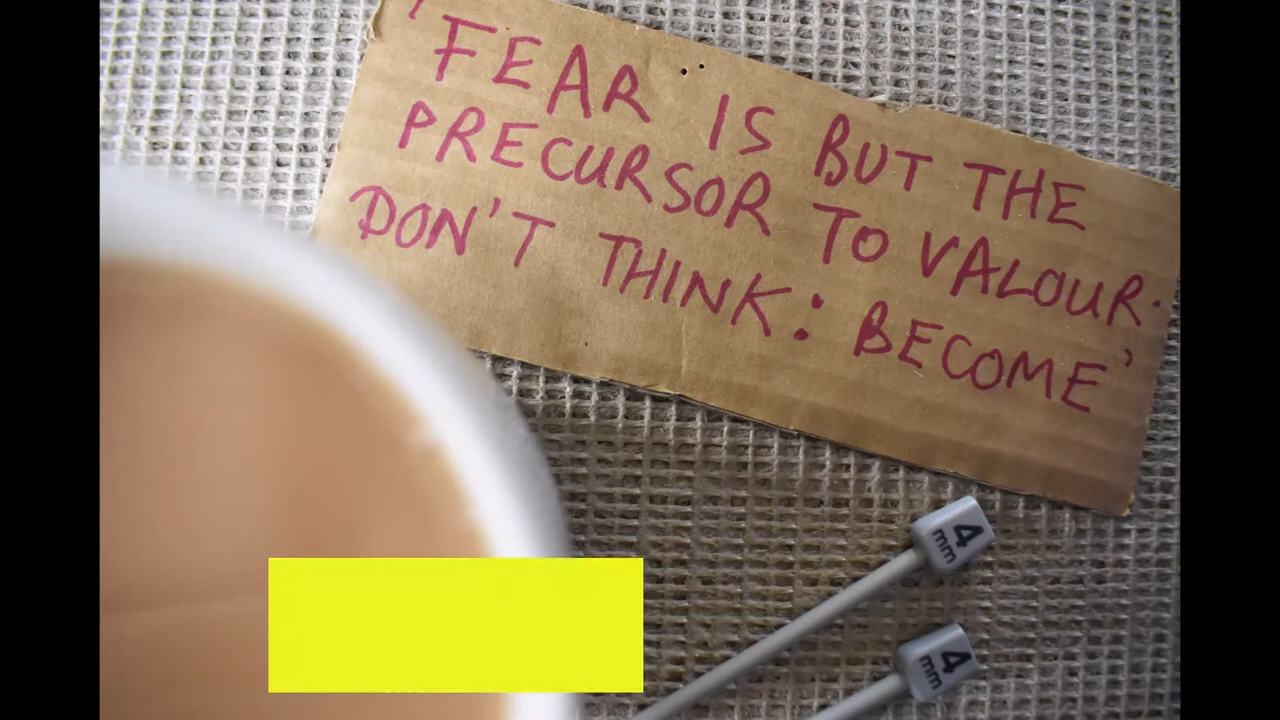 'FEAR IS BUT THE
PRECURSOR TO VALOUR.
DON'T THINK: BECOME'
4
mm
4
mm